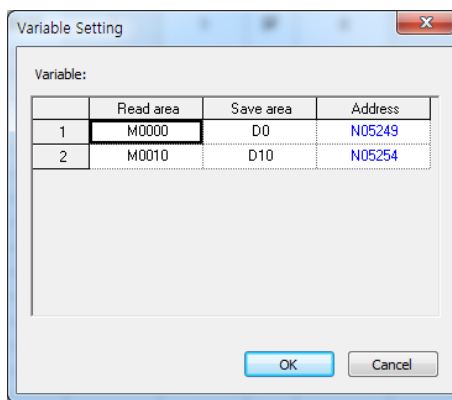 Variable Setting
Variable:
Read area Save area Address
1 M0000 D0 N05249
2 M0010 D10 N05254
OK Cancel